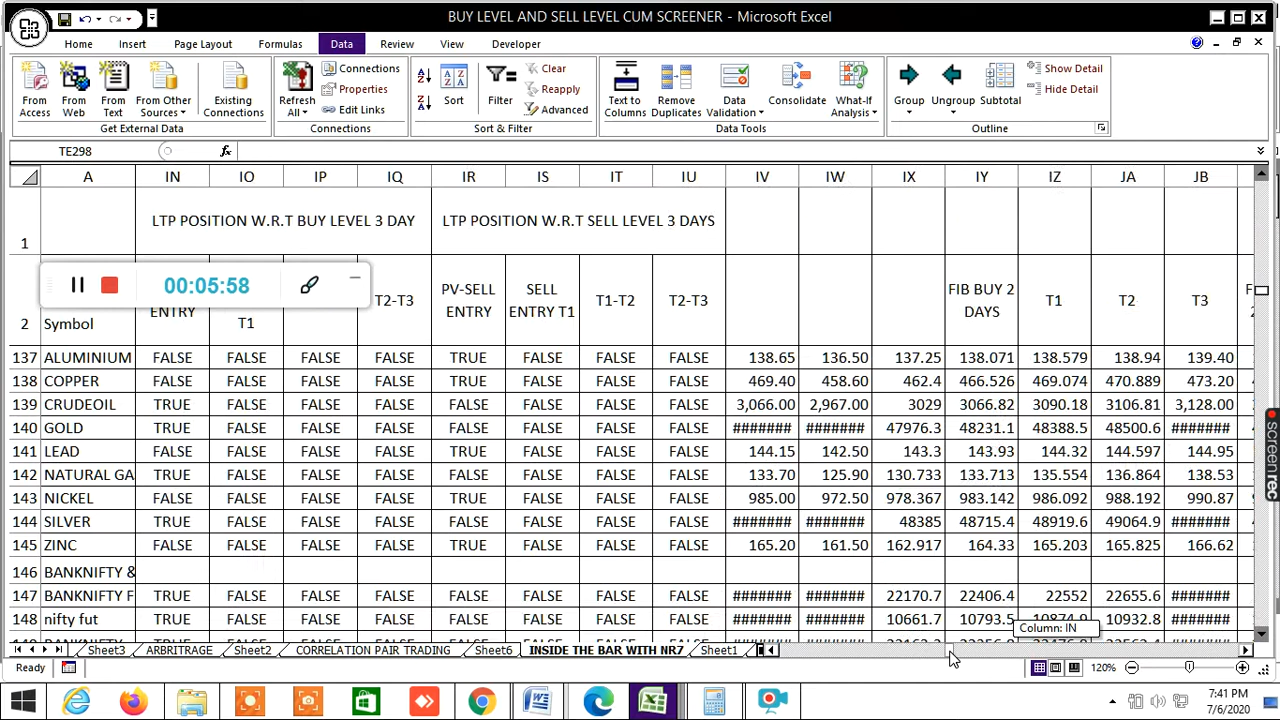 BUY LEVEL AND SELL LEVEL CUM SCREENER - Microsoft Excel
Home Insert Page Layout Formulas Data Review View Developer
From Access From Web From Text From Other Sources Existing Connections
Get External Data
Refresh All Connections Properties Edit Links
Connections
Sort Filter Clear Reapply Advanced
Sort & Filter
Text to Columns Remove Duplicates Data Validation Consolidate What-If Analysis
Data Tools
Group Ungroup Subtotal Show Detail Hide Detail
Outline
TE298 fx
A IN IO IP IQ IR IS IT IU IV IW IX IY IZ JA JB
1 LTP POSITION W.R.T BUY LEVEL 3 DAY LTP POSITION W.R.T SELL LEVEL 3 DAYS
00:05:58
2 Symbol ENTRY T1 T2-T3 PV-SELL ENTRY SELL ENTRY T1 T1-T2 T2-T3 FIB BUY 2 DAYS T1 T2 T3
137 ALUMINIUM FALSE FALSE FALSE FALSE TRUE FALSE FALSE FALSE 138.65 136.50 137.25 138.071 138.579 138.94 139.40
138 COPPER FALSE FALSE FALSE FALSE TRUE FALSE FALSE FALSE 469.40 458.60 462.4 466.526 469.074 470.889 473.20
139 CRUDEOIL TRUE FALSE FALSE FALSE FALSE FALSE FALSE FALSE 3,066.00 2,967.00 3029 3066.82 3090.18 3106.81 3,128.00
140 GOLD TRUE FALSE FALSE FALSE FALSE FALSE FALSE FALSE ####### ####### 47976.3 48231.1 48388.5 48500.6 #######
141 LEAD TRUE FALSE FALSE FALSE FALSE FALSE FALSE FALSE 144.15 142.50 143.3 143.93 144.32 144.597 144.95
142 NATURAL GA TRUE FALSE FALSE FALSE FALSE FALSE FALSE FALSE 133.70 125.90 130.733 133.757 135.554 136.864 138.53
143 NICKEL FALSE FALSE FALSE FALSE TRUE FALSE FALSE FALSE 985.00 972.50 978.367 983.142 986.092 988.192 990.87
144 SILVER TRUE FALSE FALSE FALSE FALSE FALSE FALSE FALSE ####### ####### 48385 48715.4 48919.6 49064.9 #######
145 ZINC FALSE FALSE FALSE FALSE TRUE FALSE FALSE FALSE 165.20 161.50 162.917 164.33 165.203 165.825 166.62
146 BANKNIFTY &
147 BANKNIFTY F TRUE FALSE FALSE FALSE FALSE FALSE FALSE FALSE ####### ####### 22170.7 22406.4 22552 22655.6 #######
148 nifty fut TRUE FALSE FALSE FALSE FALSE FALSE FALSE FALSE ####### ####### 10661.7 10793.5 10874.9 10932.8 #######
Column: IN
Sheet3 ARBITRAGE Sheet2 CORRELATION PAIR TRADING Sheet6 INSIDE THE BAR WITH NR7 Sheet1
Ready 120%
screenrec
7:41 PM
7/6/2020